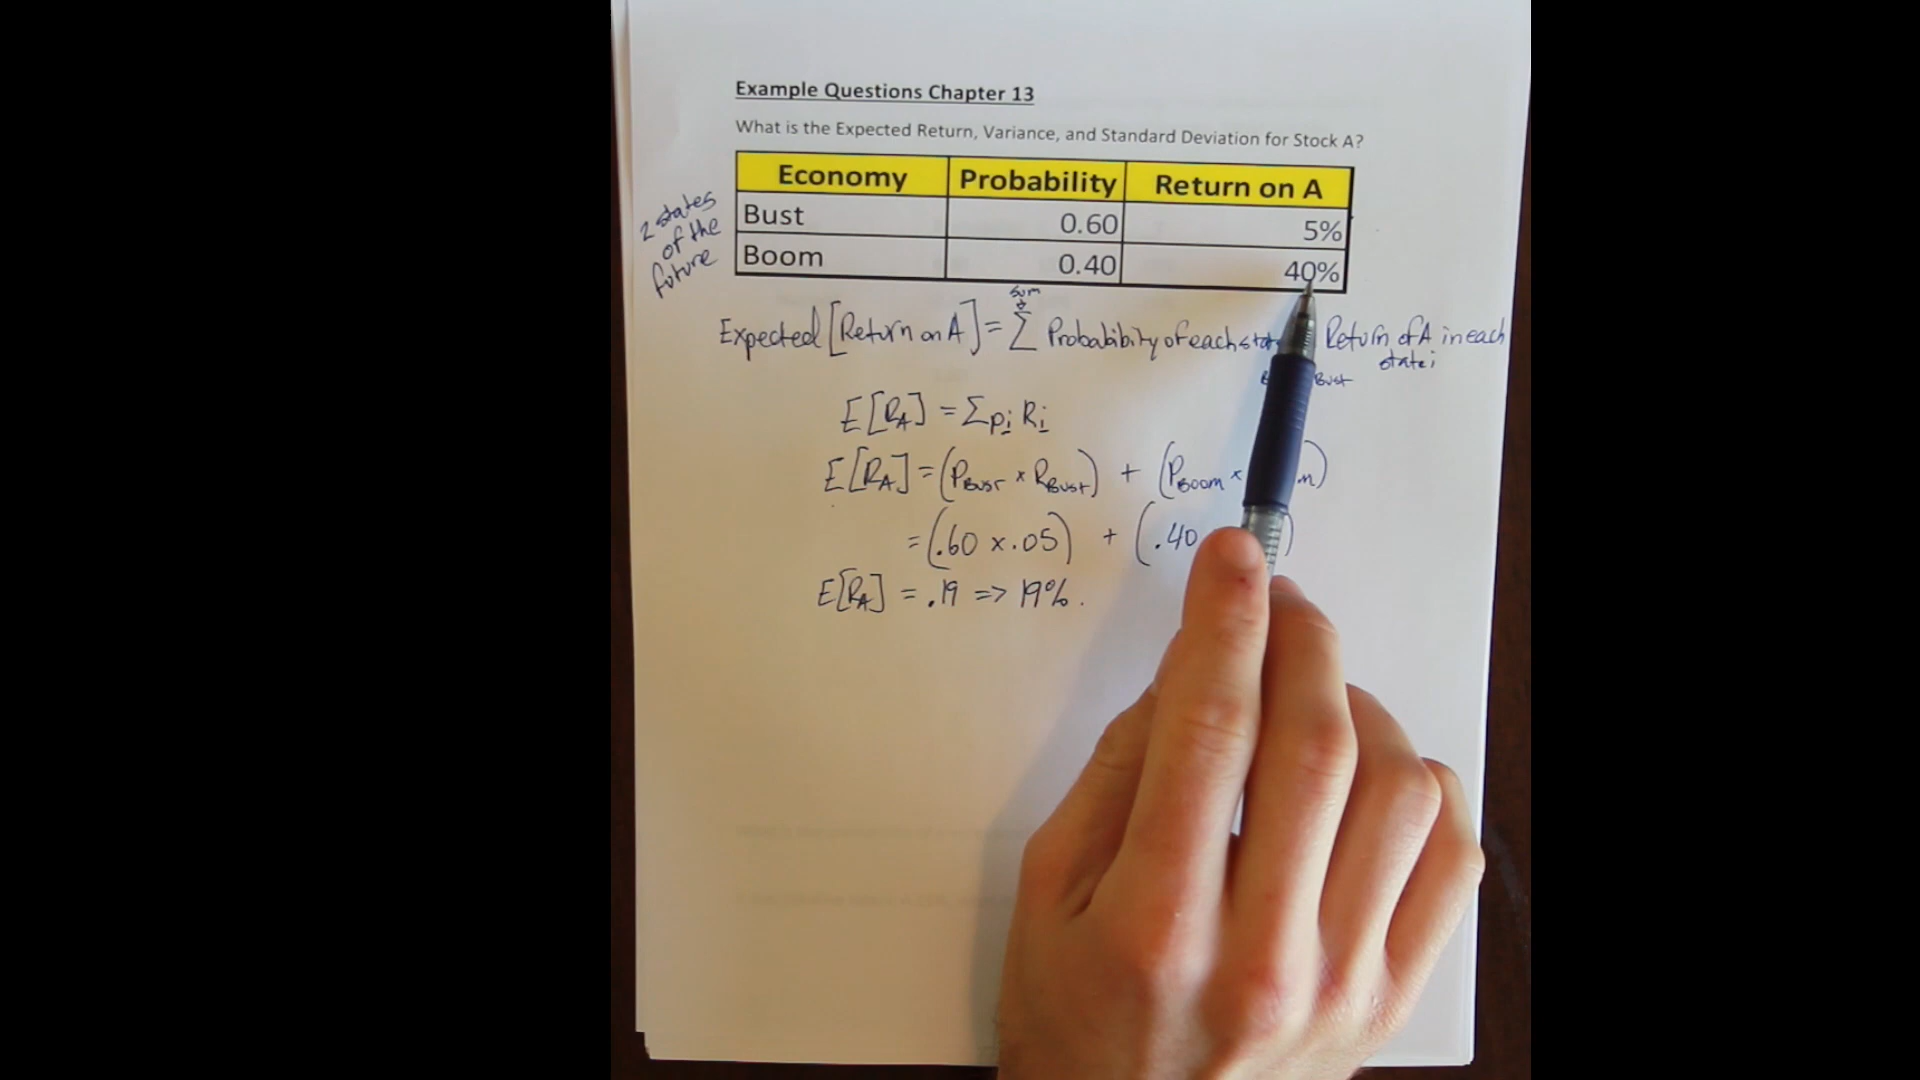 Example Questions Chapter 13
What is the Expected Return, Variance, and Standard Deviation for Stock A?
Economy Probability Return on A
Bust 0.60 5%
Boom 0.40 40%
2 states
of the
future
sum
Expected [Return on A] = Σ Probability of each Return of A in each
state i
Bust
E[RA] = Σ pi Ri
E[RA] = (PBust × RBust) + (PBoom ×
= (.60 × .05) + (.40
E[RA] = .19 => 19%.